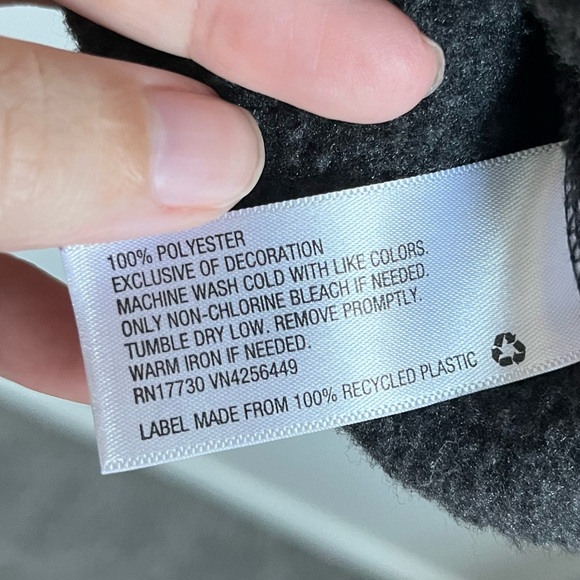 100% POLYESTER
EXCLUSIVE OF DECORATION
MACHINE WASH COLD WITH LIKE COLORS.
ONLY NON-CHLORINE BLEACH IF NEEDED.
TUMBLE DRY LOW. REMOVE PROMPTLY.
WARM IRON IF NEEDED.
RN17730 VN4256449
LABEL MADE FROM 100% RECYCLED PLASTIC